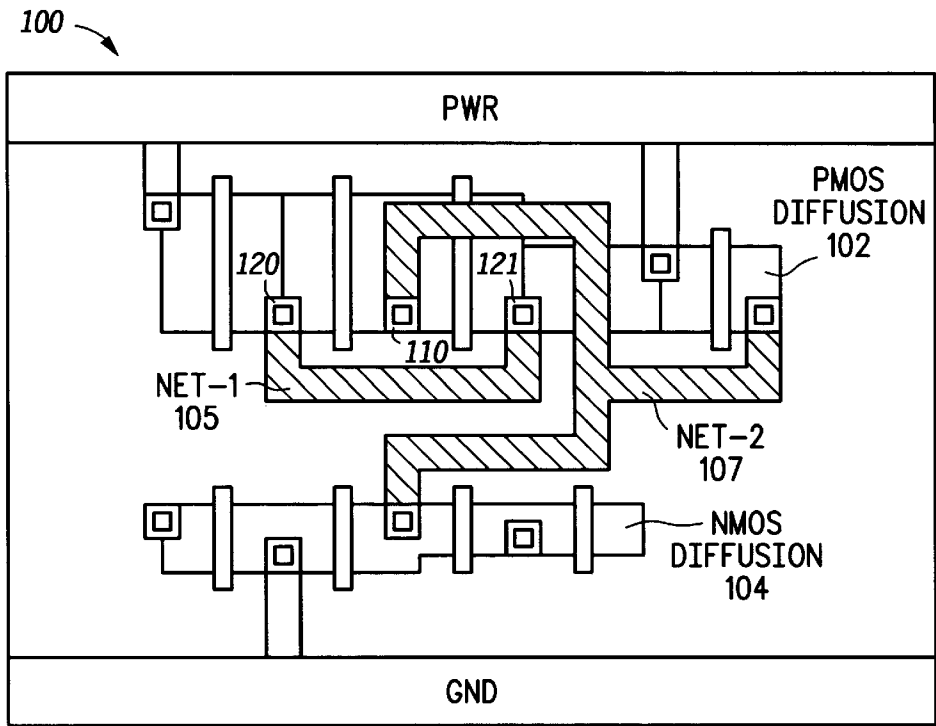 100
PWR
PMOS
DIFFUSION
102
120
121
110
NET-1
105
NET-2
107
NMOS
DIFFUSION
104
GND